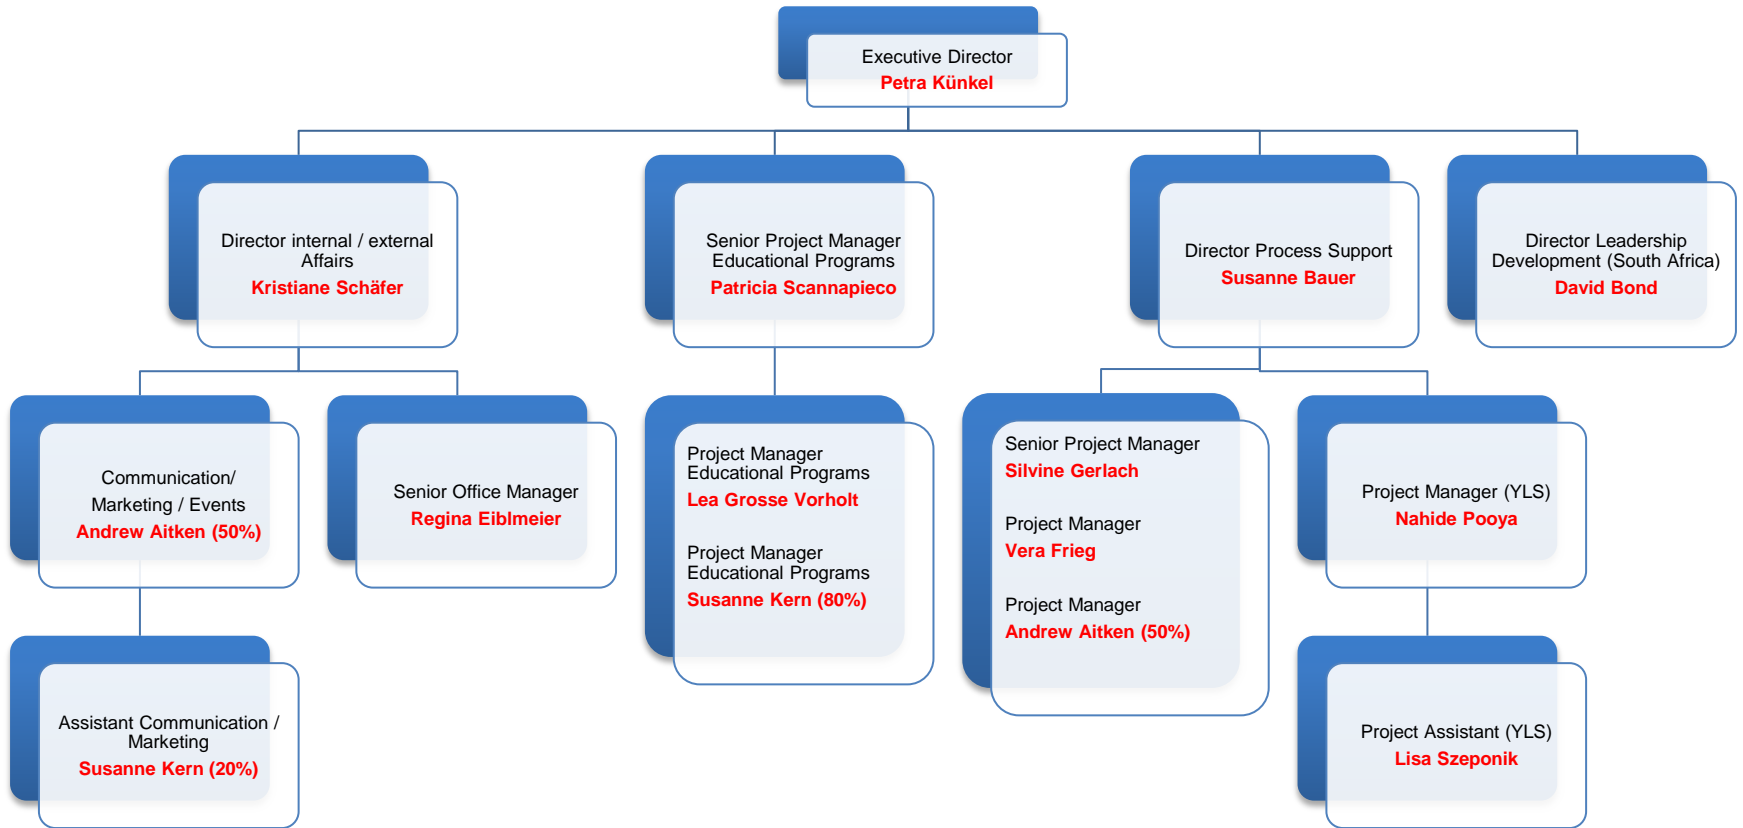 Executive Director
Petra Künkel
Director internal / external
Affairs
Kristiane Schäfer
Senior Project Manager
Educational Programs
Patricia Scannapieco
Director Process Support
Susanne Bauer
Director Leadership
Development (South Africa)
David Bond
Communication/
Marketing / Events
Andrew Aitken (50%)
Senior Office Manager
Regina Eiblmeier
Project Manager
Educational Programs
Lea Grosse Vorholt
Project Manager
Educational Programs
Susanne Kern (80%)
Senior Project Manager
Silvine Gerlach
Project Manager
Vera Frieg
Project Manager
Andrew Aitken (50%)
Project Manager (YLS)
Nahide Pooya
Assistant Communication /
Marketing
Susanne Kern (20%)
Project Assistant (YLS)
Lisa Szeponik